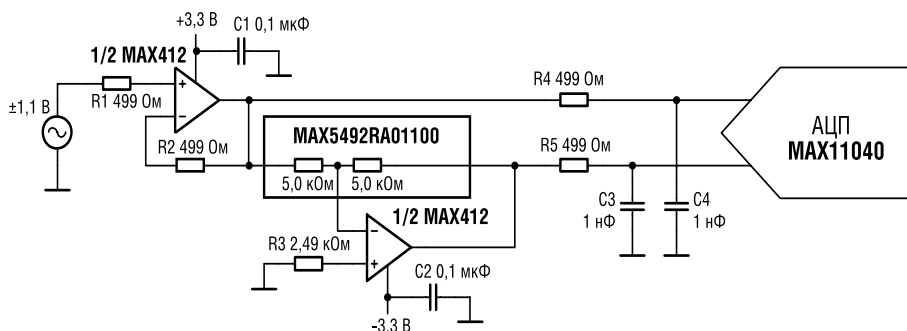 +3,3 В
C1 0,1 мкФ
1/2 MAX412
R1 499 Ом
±1,1 В
+
−
R2 499 Ом
MAX5492RA01100
5,0 кОм
5,0 кОм
R4 499 Ом
R5 499 Ом
АЦП
MAX11040
C3
1 нФ
C4
1 нФ
1/2 MAX412
−
+
R3 2,49 кОм
C2 0,1 мкФ
-3,3 В